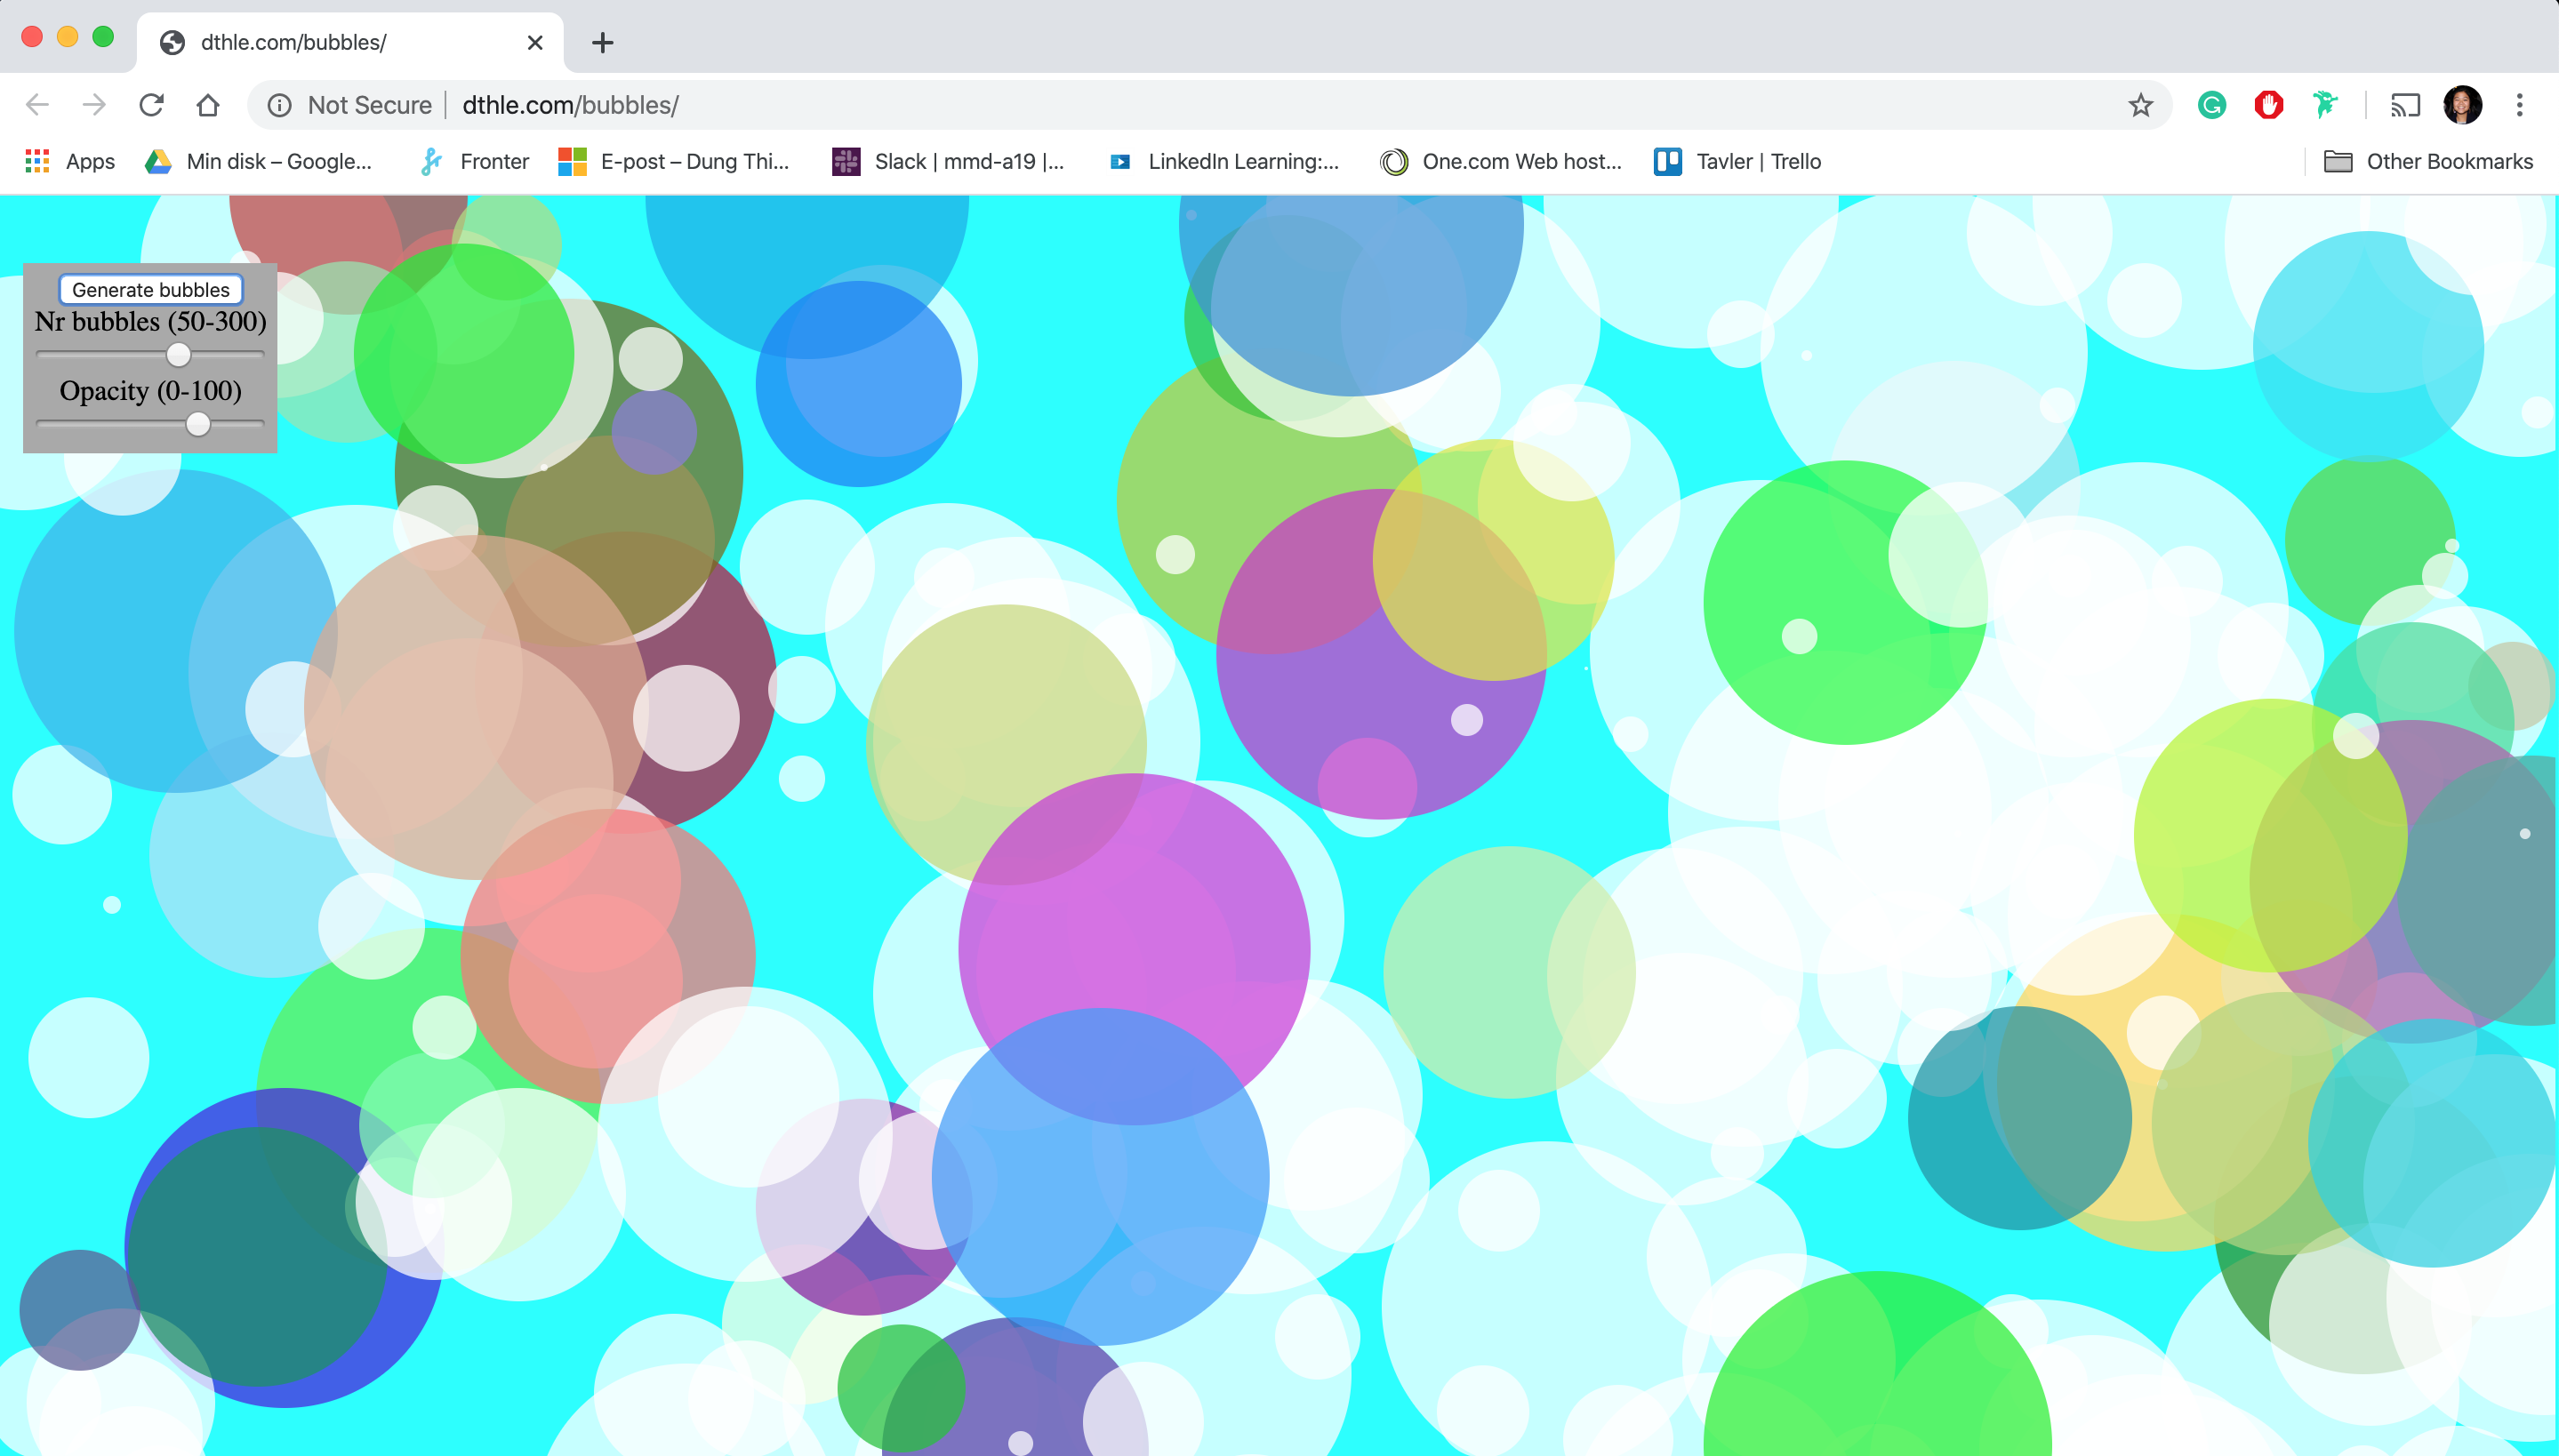 dthle.com/bubbles/
Not Secure dthle.com/bubbles/
Apps Min disk – Google... Fronter E-post – Dung Thi... Slack | mmd-a19 |... LinkedIn Learning:... One.com Web host... Tavler | Trello Other Bookmarks
Generate bubbles
Nr bubbles (50-300)
Opacity (0-100)